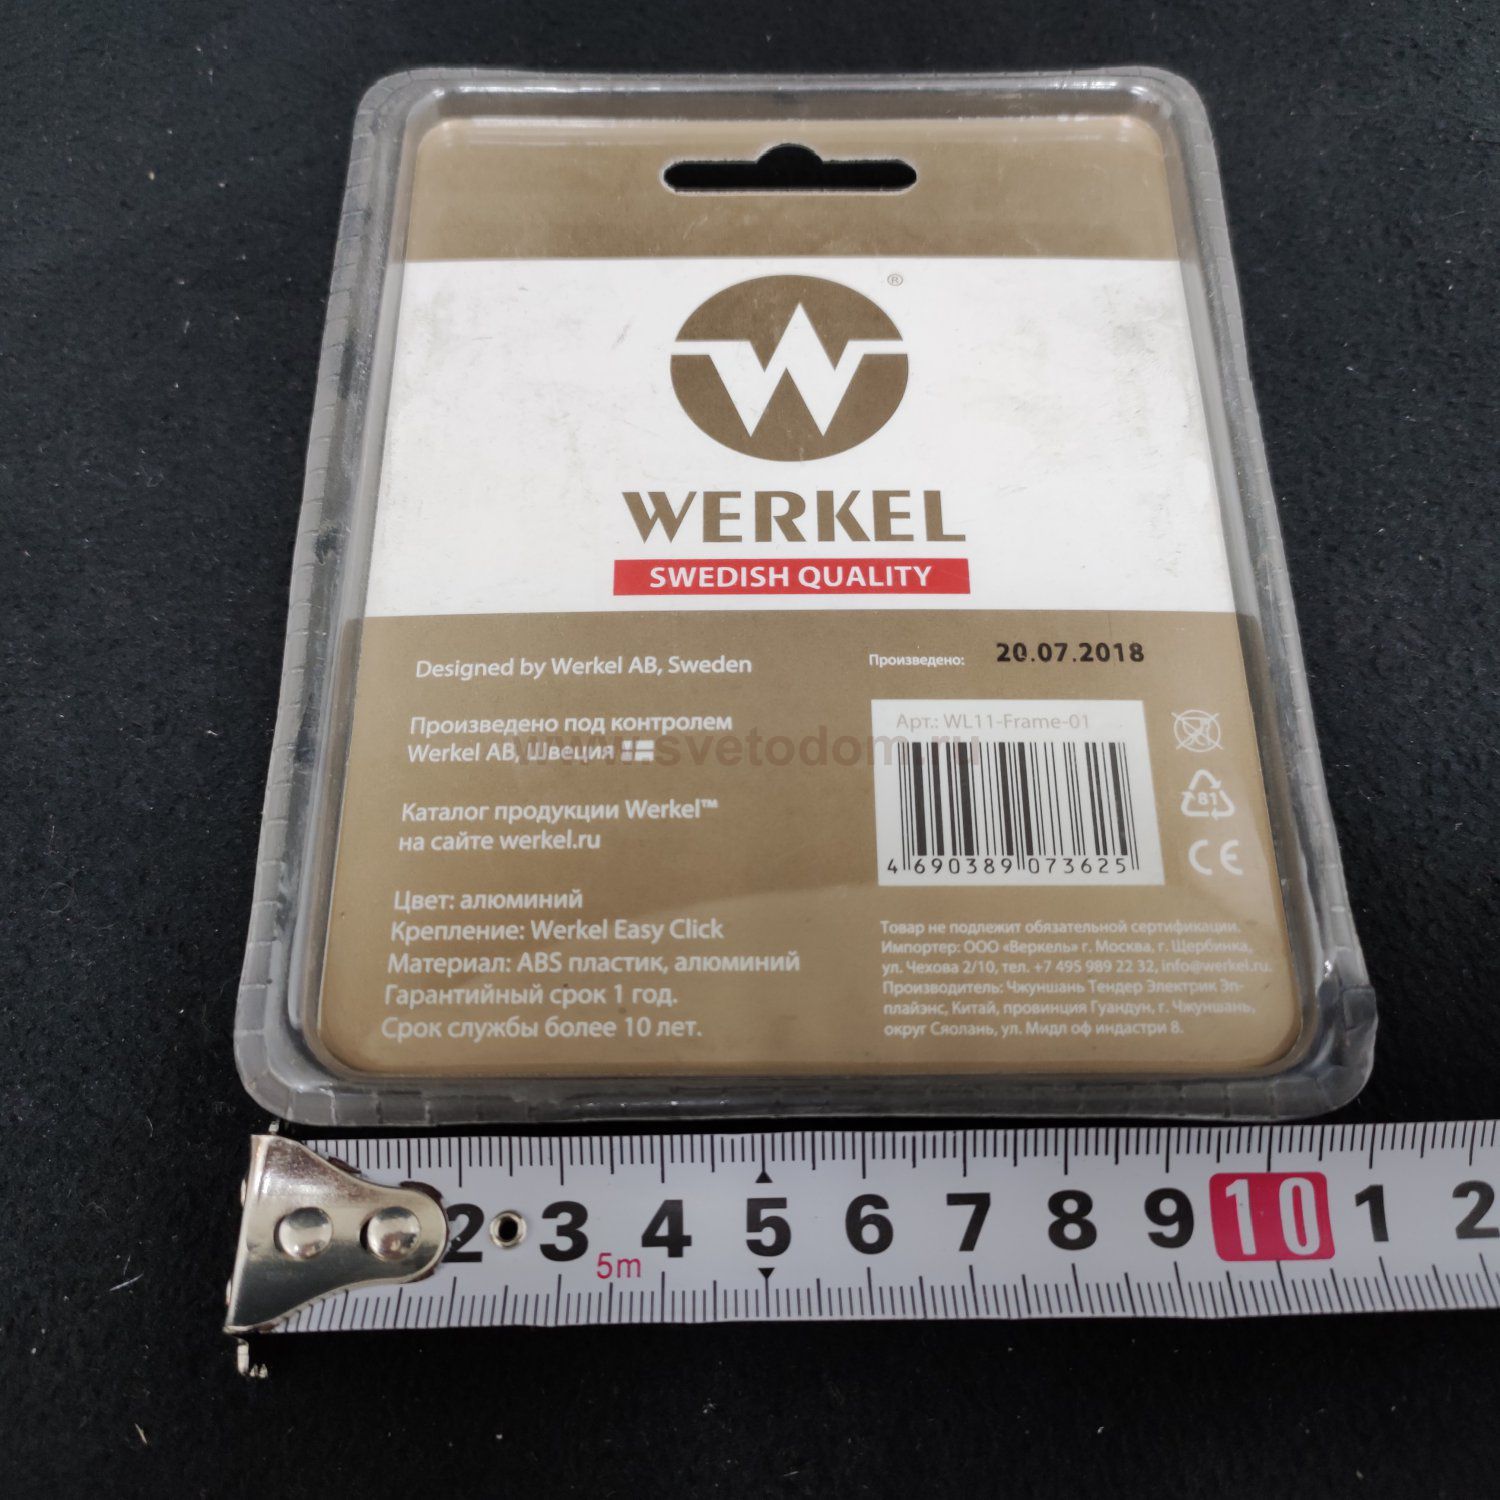 W ®
WERKEL
SWEDISH QUALITY
Designed by Werkel AB, Sweden
Произведено под контролем
Werkel AB, Швеция
Каталог продукции Werkel™
на сайте werkel.ru
Цвет: алюминий
Крепление: Werkel Easy Click
Материал: ABS пластик, алюминий
Гарантийный срок 1 год.
Срок службы более 10 лет.
Произведено: 20.07.2018
Арт.: WL11-Frame-01
4 690389 073625
81
CE
Товар не подлежит обязательной сертификации.
Импортер: ООО «Веркель» г. Москва, г. Щербинка,
ул. Чехова 2/10, тел. +7 495 989 22 32, info@werkel.ru.
Производитель: Чжуншань Тендер Электрик Эп-
плайэнс, Китай, провинция Гуандун, г. Чжуншань,
округ Сяолань, ул. Мидл оф индастри 8.
www.svetodom.ru
2 3 4 5 6 7 8 9 10 1 2
5m